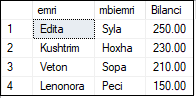 emri mbiemri Bilanci
1 Edita Syla 250.00
2 Kushtrim Hoxha 230.00
3 Veton Sopa 210.00
4 Lenonora Peci 150.00